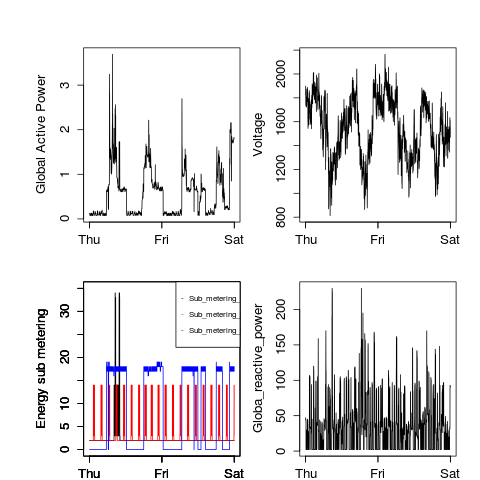 Global Active Power
3
2
1
0
Thu Fri Sat
Voltage
2000
1600
1200
800
Thu Fri Sat
Energy sub metering
30
20
15
10
5
0
Sub_metering_
Sub_metering_
Sub_metering_
Thu Fri Sat
Globa_reactive_power
200
150
100
50
0
Thu Fri Sat